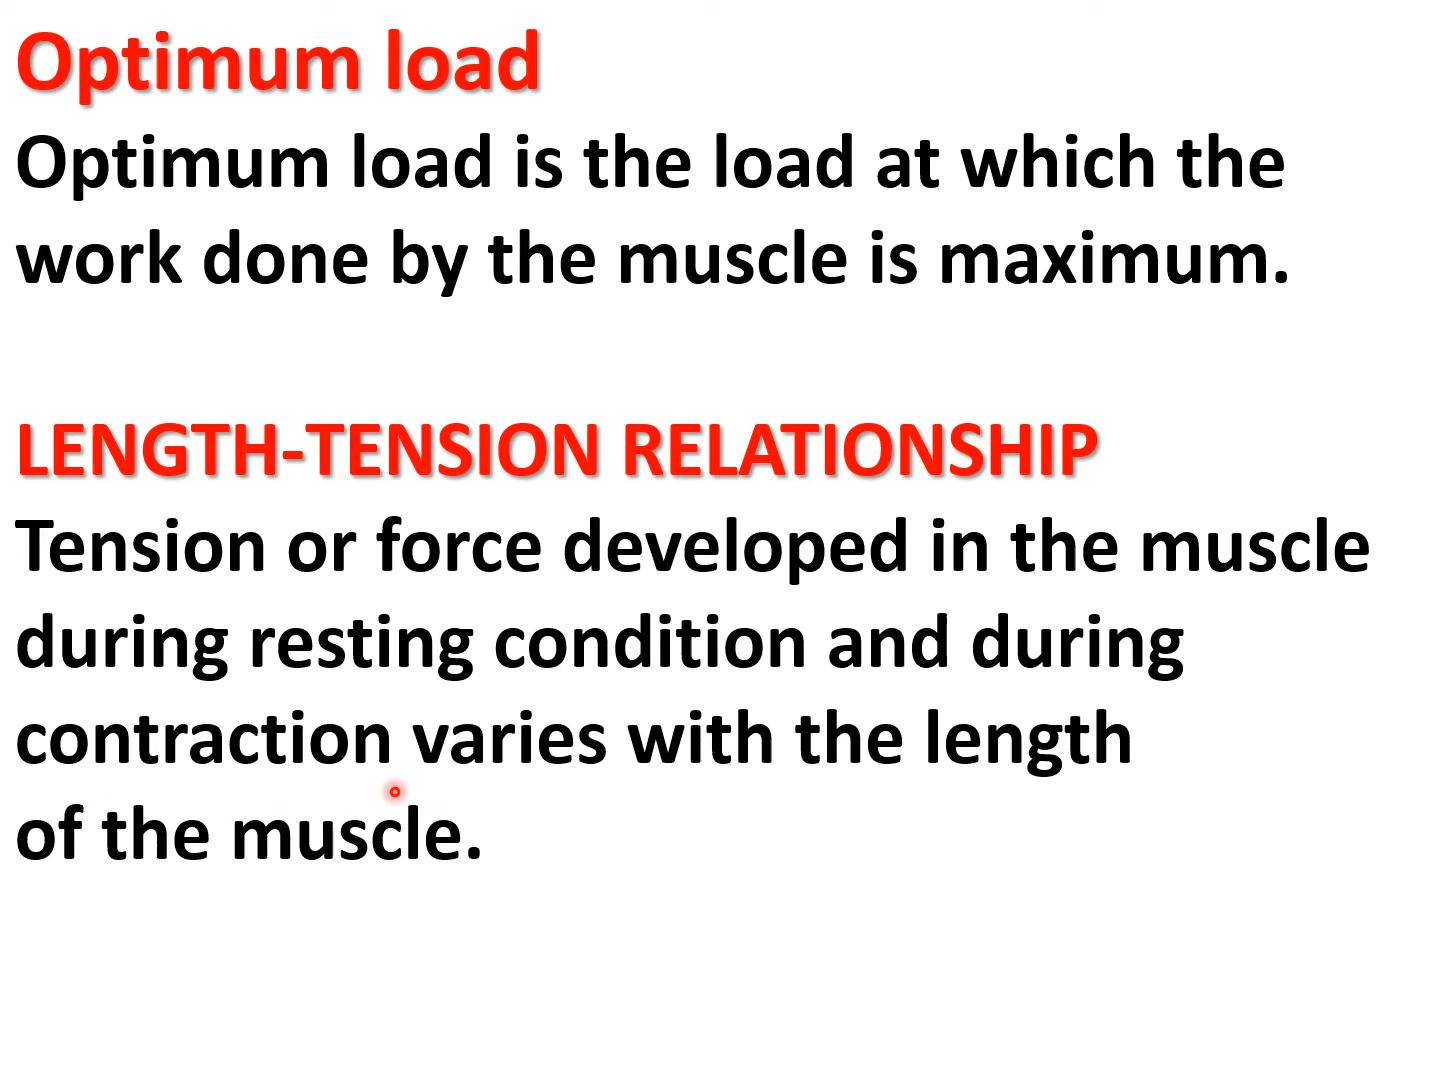 Optimum load
Optimum load is the load at which the
work done by the muscle is maximum.
LENGTH-TENSION RELATIONSHIP
Tension or force developed in the muscle
during resting condition and during
contraction varies with the length
of the muscle.